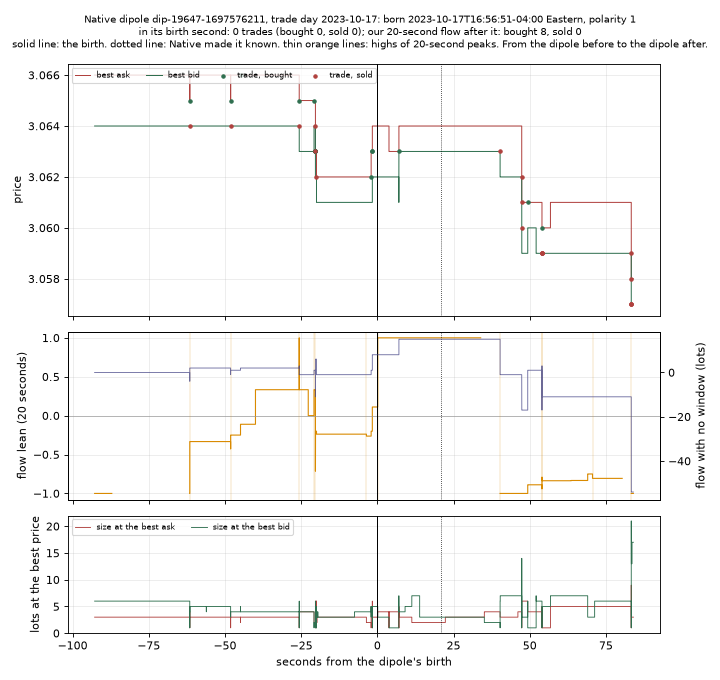 Native dipole dip-19647-1697576211, trade day 2023-10-17: born 2023-10-17T16:56:51-04:00 Eastern, polarity 1
in its birth second: 0 trades (bought 0, sold 0); our 20-second flow after it: bought 8, sold 0
solid line: the birth. dotted line: Native made it known. thin orange lines: highs of 20-second peaks. From the dipole before to the dipole after.
best ask best bid trade, bought trade, sold
3.066
3.064
3.062
3.060
3.058
price
1.0
0.5
0.0
−0.5
−1.0
flow lean (20 seconds)
0
−20
−40
flow with no window (lots)
size at the best ask size at the best bid
20
15
10
5
0
lots at the best price
−100 −75 −50 −25 0 25 50 75
seconds from the dipole's birth